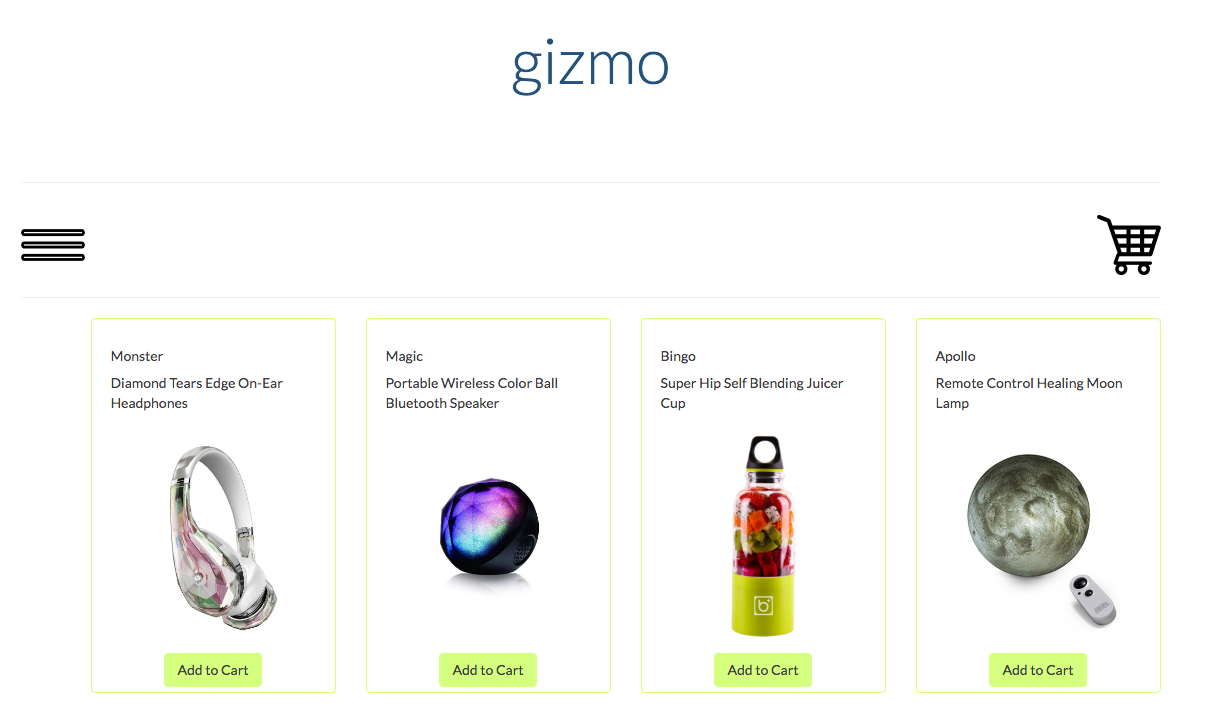 gizmo
Monster
Diamond Tears Edge On-Ear
Headphones
Add to Cart
Magic
Portable Wireless Color Ball
Bluetooth Speaker
Add to Cart
Bingo
Super Hip Self Blending Juicer
Cup
b
Add to Cart
Apollo
Remote Control Healing Moon
Lamp
Add to Cart